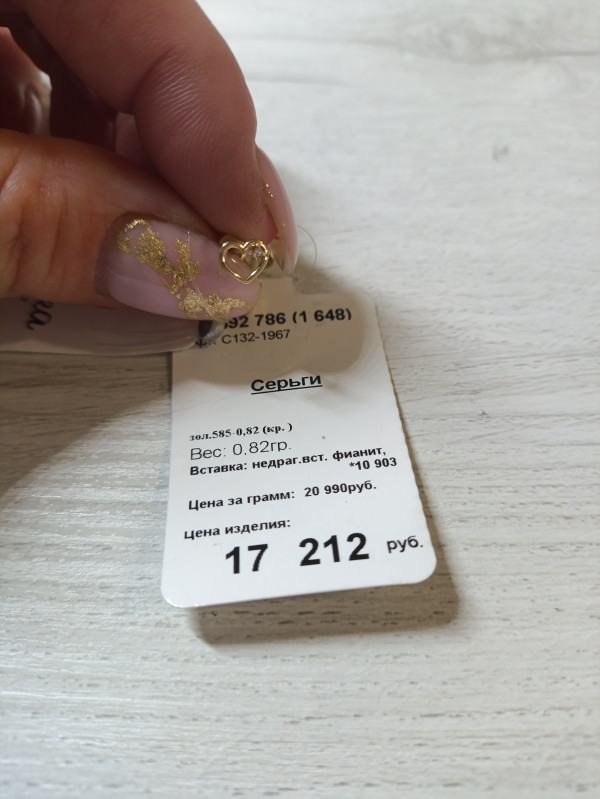 92 786 (1 648)
С132-1967
Серьги
зол.585-0,82 (кр. )
Вес: 0,82гр.
Вставка: недраг.вст. фианит,
*10 903
Цена за грамм: 20 990руб.
Цена изделия:
17 212 руб.